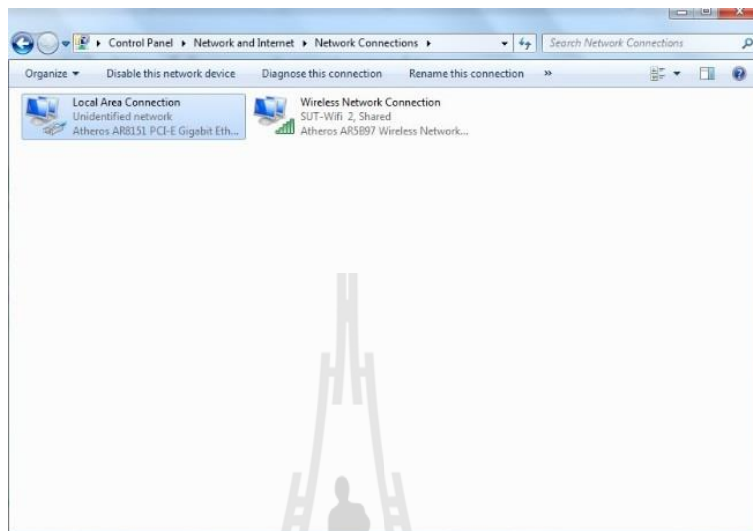 Control Panel ▸ Network and Internet ▸ Network Connections ▸
Search Network Connections
Organize ▾ Disable this network device Diagnose this connection Rename this connection »
Local Area Connection
Unidentified network
Atheros AR8151 PCI-E Gigabit Eth...
Wireless Network Connection
SUT-Wifi 2, Shared
Atheros AR5B97 Wireless Network...